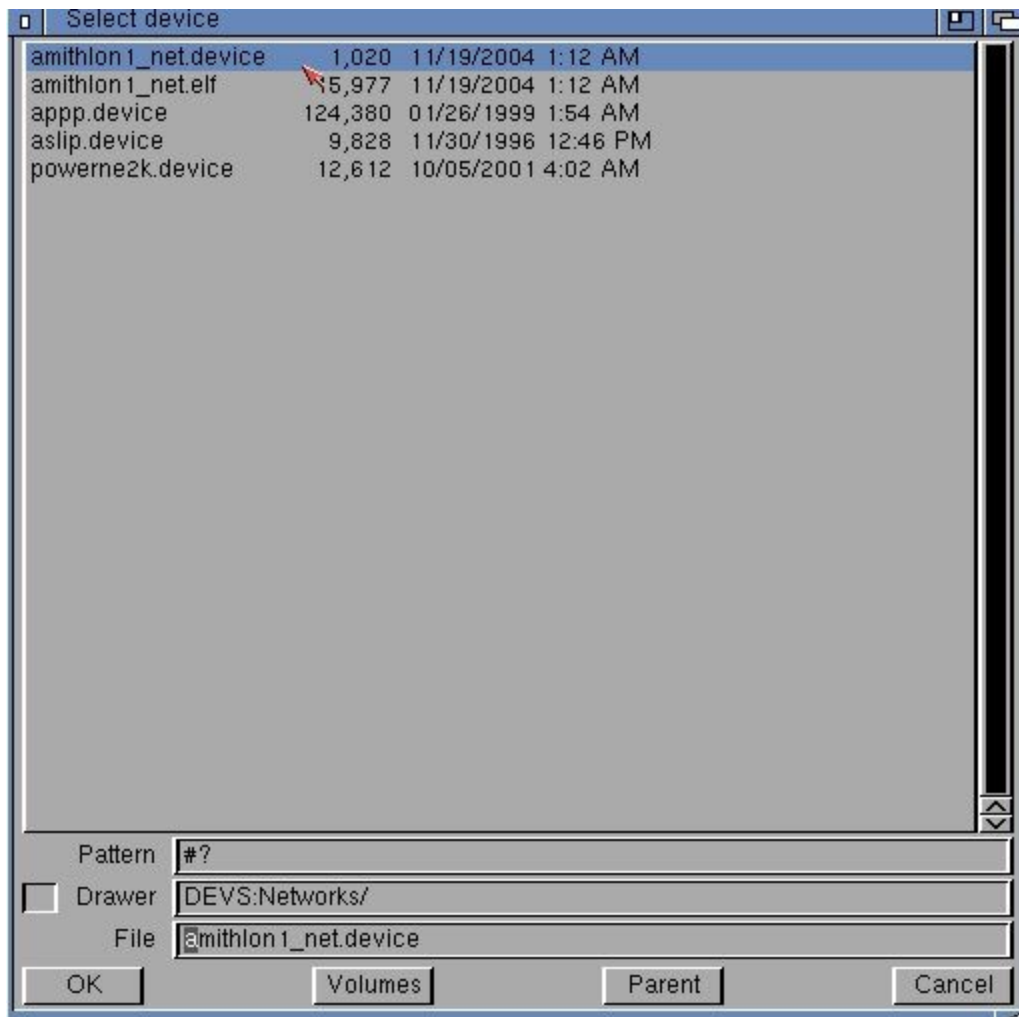 Select device
amithlon1_net.device 1,020 11/19/2004 1:12 AM
amithlon1_net.elf 15,977 11/19/2004 1:12 AM
appp.device 124,380 01/26/1999 1:54 AM
aslip.device 9,828 11/30/1996 12:46 PM
powerne2k.device 12,612 10/05/2001 4:02 AM
Pattern #?
Drawer DEVS:Networks/
File amithlon1_net.device
OK Volumes Parent Cancel